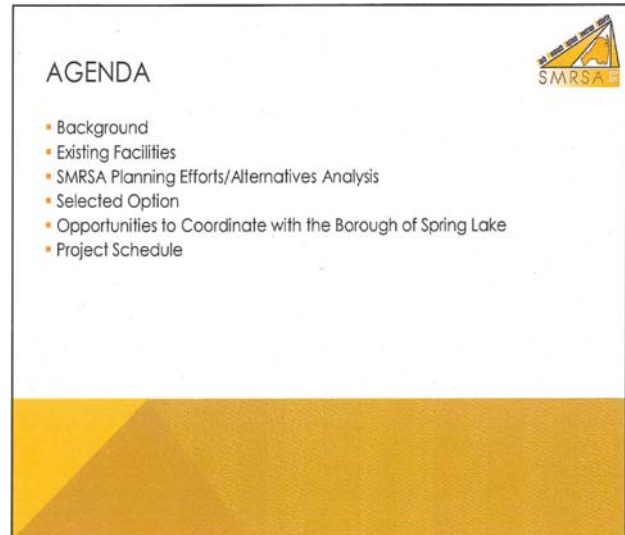 SMRSA
AGENDA
▪ Background
▪ Existing Facilities
▪ SMRSA Planning Efforts/Alternatives Analysis
▪ Selected Option
▪ Opportunities to Coordinate with the Borough of Spring Lake
▪ Project Schedule